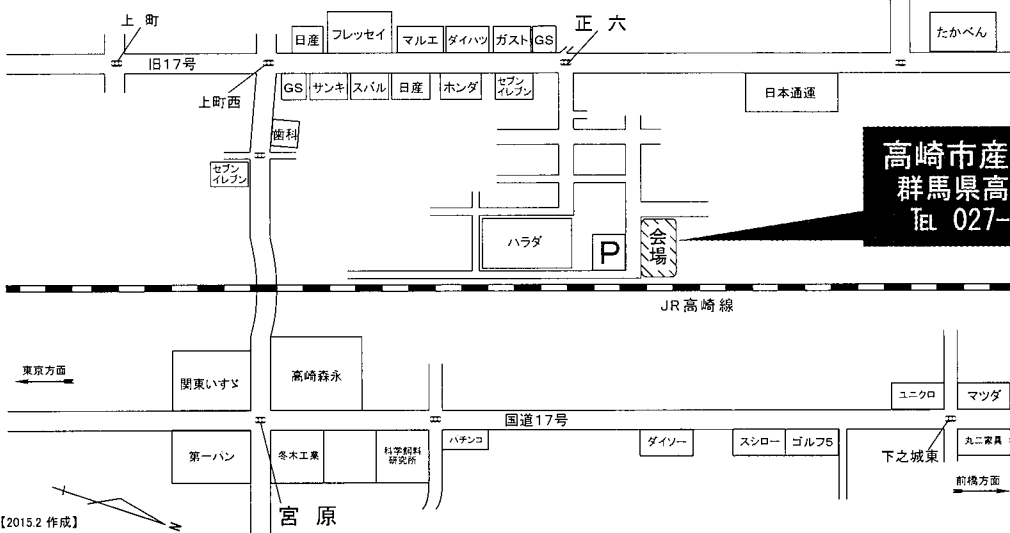 上 町
正 六
日産
フレッセイ
マルエ
ダイハツ
ガスト
GS
たかべん
旧17号
上町西
GS
サンキ
スバル
日産
ホンダ
セブン
イレブン
日本通運
歯科
セブン
イレブン
高崎市産
群馬県高
TEL 027-
ハラダ
P
会場
JR高崎線
東京方面
関東いすゞ
高崎森永
ユニクロ
マツダ
国道17号
第一パン
冬木工業
科学飼料
研究所
パチンコ
ダイソー
スシロー
ゴルフ5
下之城東
丸二家具
前橋方面
宮 原
【2015.2 作成】
N